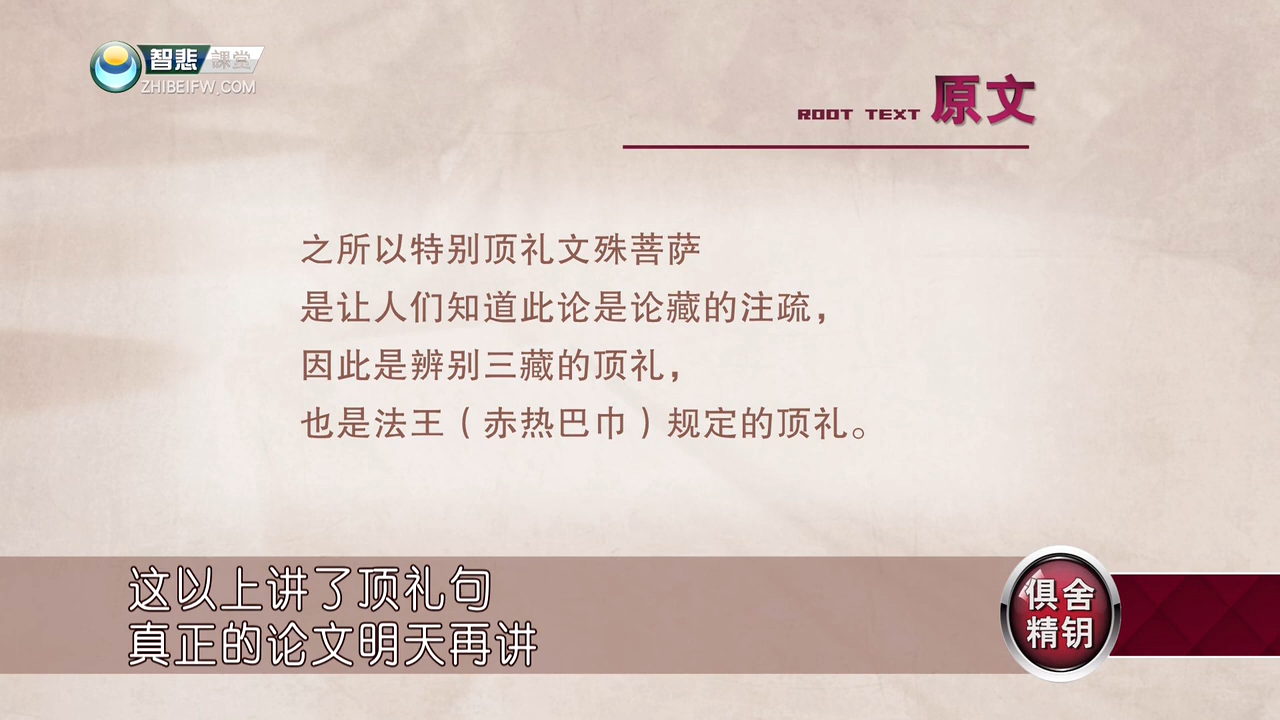 智悲課堂
ZHIBEIFW.COM
ROOT TEXT 原文
之所以特别顶礼文殊菩萨
是让人们知道此论是论藏的注疏，
因此是辨别三藏的顶礼，
也是法王（赤热巴巾）规定的顶礼。
这以上讲了顶礼句
真正的论文明天再讲
俱舍
精钥